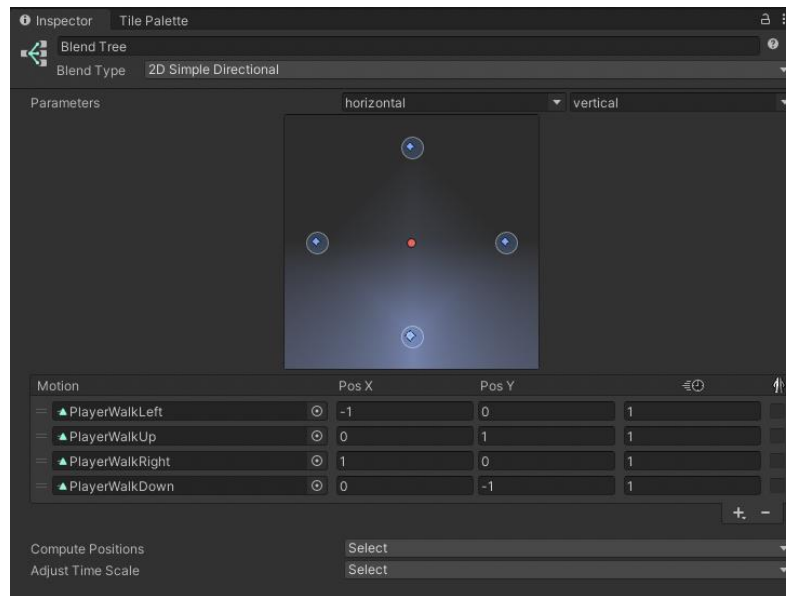 Inspector Tile Palette
Blend Tree
Blend Type 2D Simple Directional
Parameters horizontal vertical
Motion Pos X Pos Y
PlayerWalkLeft -1 0 1
PlayerWalkUp 0 1 1
PlayerWalkRight 1 0 1
PlayerWalkDown 0 -1 1
Compute Positions Select
Adjust Time Scale Select